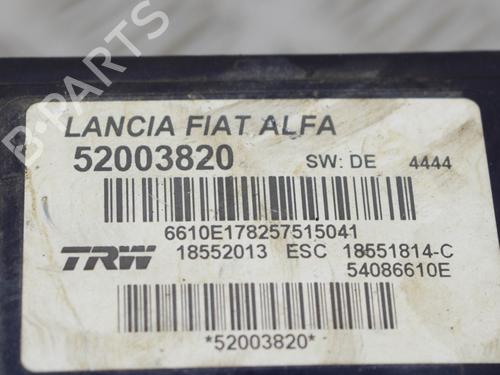 LANCIA FIAT ALFA
52003820 SW: DE 4444
6610E178257515041
TRW 18552013 ESC 18551814-C
54086610E
*52003820*
B-PARTS